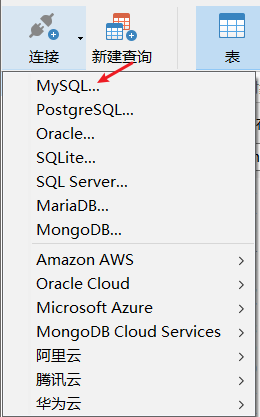 连接
新建查询
表
MySQL...
PostgreSQL...
Oracle...
SQLite...
SQL Server...
MariaDB...
MongoDB...
Amazon AWS
Oracle Cloud
Microsoft Azure
MongoDB Cloud Services
阿里云
腾讯云
华为云